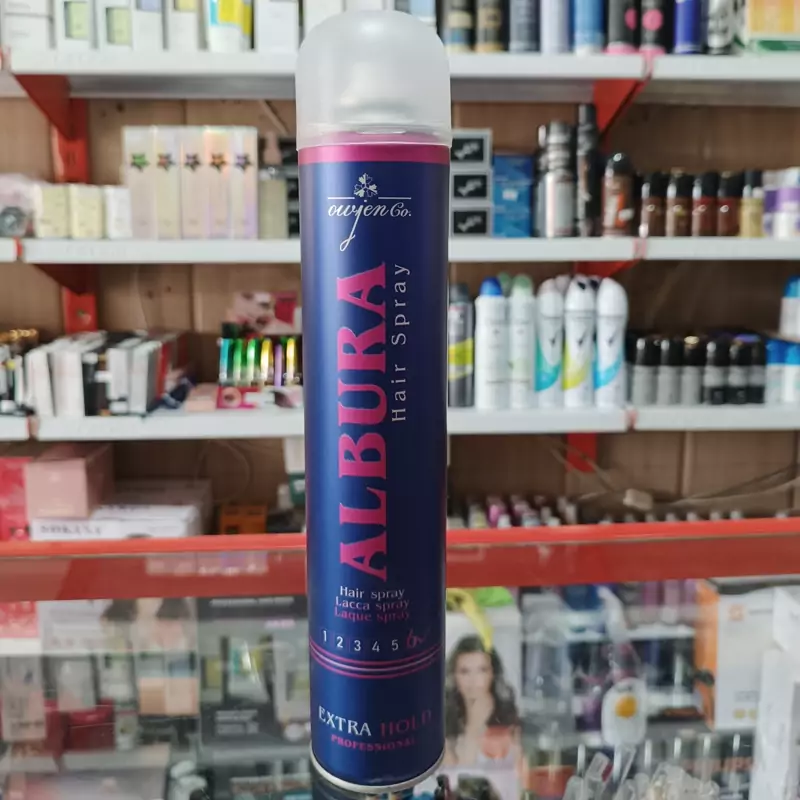 owjen Co.
ALBURA
Hair Spray
Hair spray
Lacca spray
Laque spray
1 2 3 4 5 6
EXTRA HOLD
PROFESSIONAL